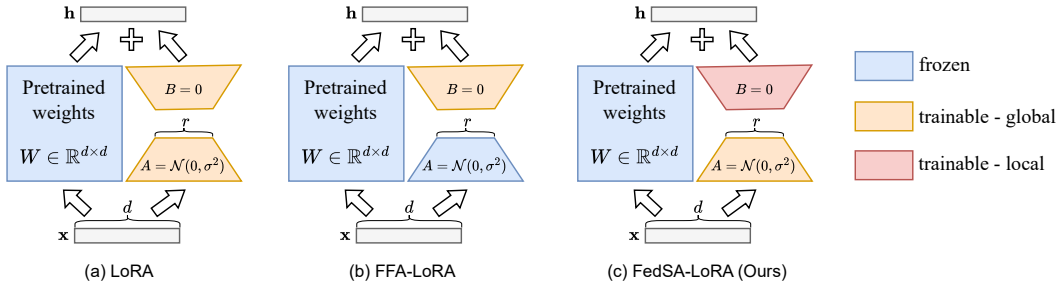 h
Pretrained
weights
W ∈ ℝ^{d×d}
B = 0
r
A = 𝒩(0, σ²)
d
x
(a) LoRA
h
Pretrained
weights
W ∈ ℝ^{d×d}
B = 0
r
A = 𝒩(0, σ²)
d
x
(b) FFA-LoRA
h
Pretrained
weights
W ∈ ℝ^{d×d}
B = 0
r
A = 𝒩(0, σ²)
d
x
(c) FedSA-LoRA (Ours)
frozen
trainable - global
trainable - local